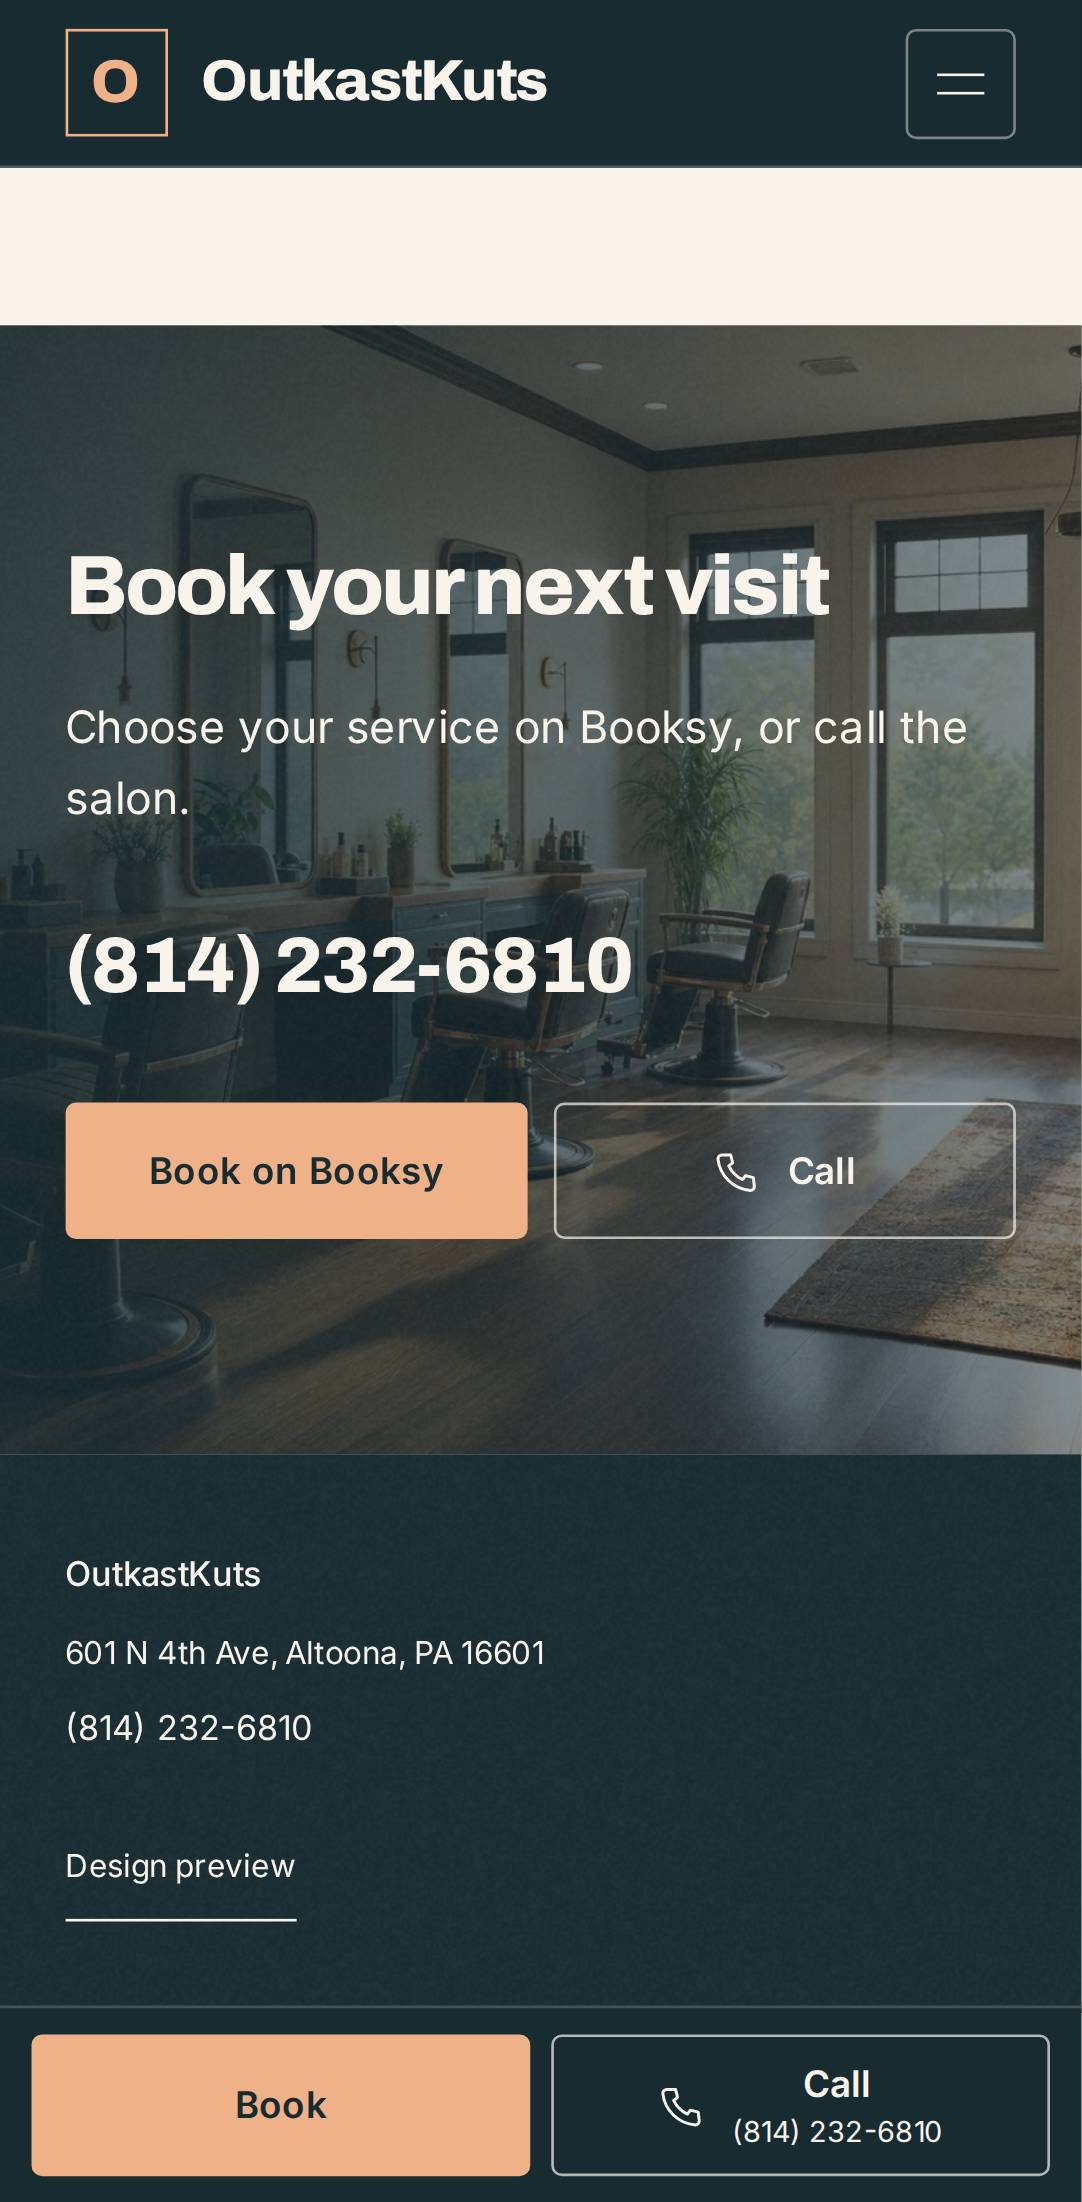 O
OutkastKuts
Book your next visit
Choose your service on Booksy, or call the
salon.
(814) 232-6810
Book on Booksy
Call
OutkastKuts
601 N 4th Ave, Altoona, PA 16601
(814) 232-6810
Design preview
Book
Call
(814) 232-6810